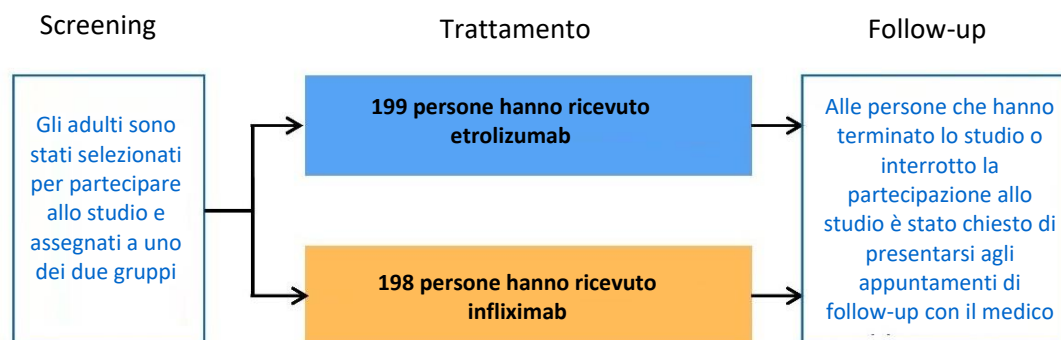 Screening
Trattamento
Follow-up
Gli adulti sono
stati selezionati
per partecipare
allo studio e
assegnati a uno
dei due gruppi
199 persone hanno ricevuto
etrolizumab
198 persone hanno ricevuto
infliximab
Alle persone che hanno
terminato lo studio o
interrotto la
partecipazione allo
studio è stato chiesto di
presentarsi agli
appuntamenti di
follow-up con il medico